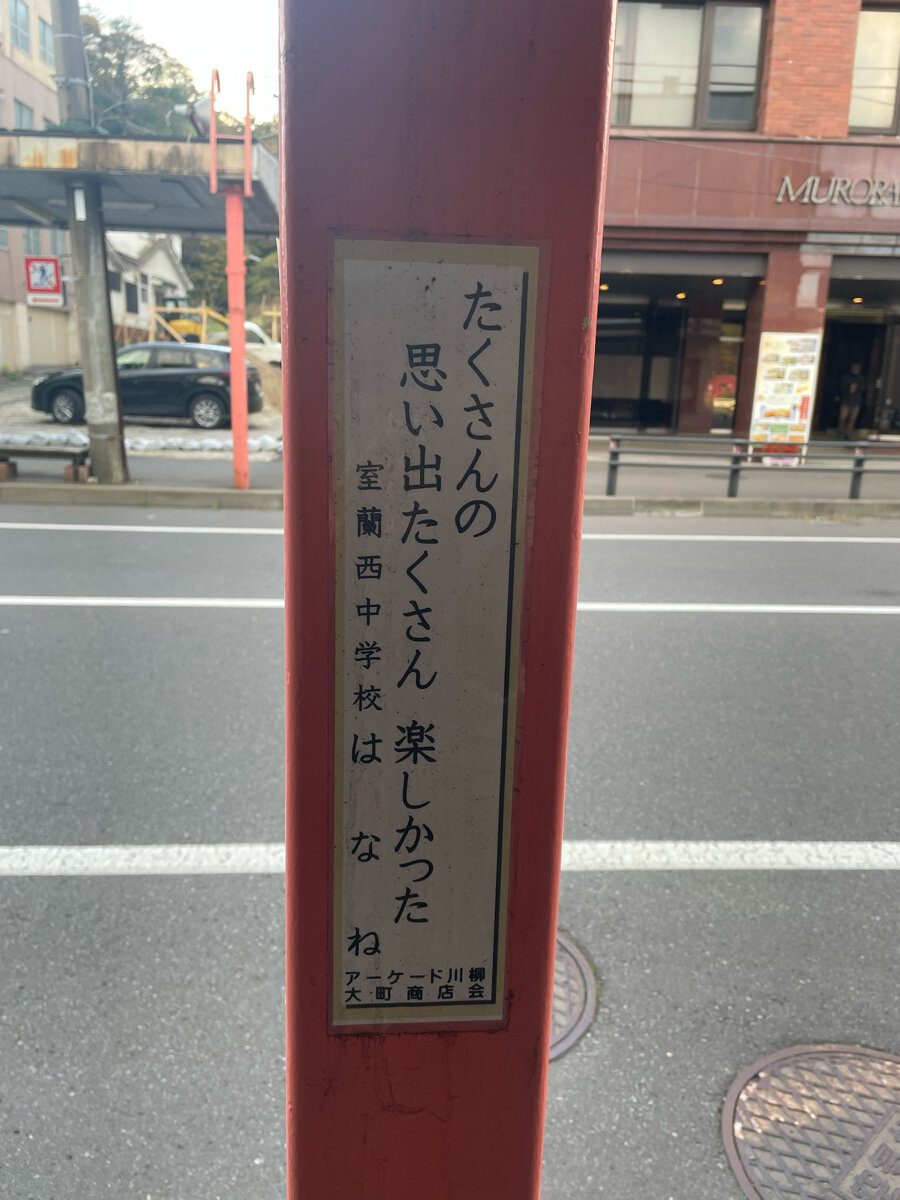 たくさんの
思い出たくさん 楽しかった
室蘭西中学校 はなね
アーケード川柳
大町商店会
MURORA